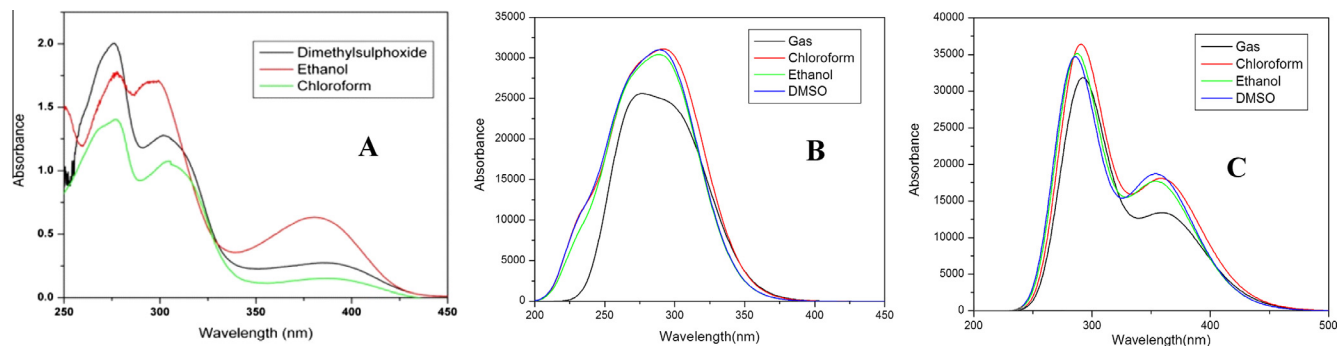 2.0
1.5
1.0
0.5
0.0
250 300 350 400 450
Absorbance
Wavelength (nm)
Dimethylsulphoxide
Ethanol
Chloroform
A
35000
30000
25000
20000
15000
10000
5000
0
200 250 300 350 400 450
Absorbance
Wavelength(nm)
Gas
Chloroform
Ethanol
DMSO
B
40000
35000
30000
25000
20000
15000
10000
5000
0
200 300 400 500
Absorbance
Wavelength(nm)
Gas
Chloroform
Ethanol
DMSO
C